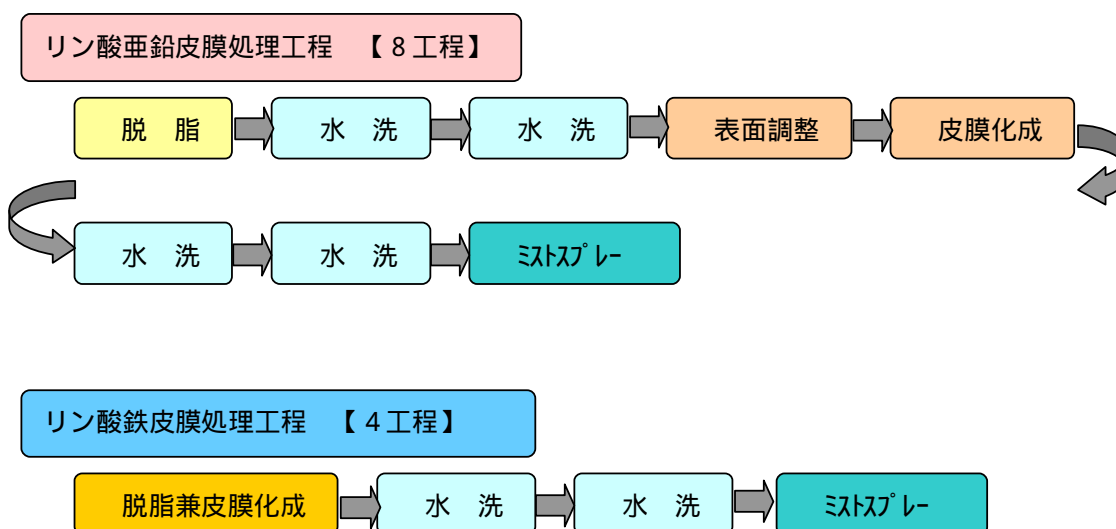 リン酸亜鉛皮膜処理工程　【８工程】
脱　脂　水　洗　水　洗　表面調整　皮膜化成
水　洗　水　洗　ﾐｽﾄｽﾌﾟﾚｰ
リン酸鉄皮膜処理工程　【４工程】
脱脂兼皮膜化成　水　洗　水　洗　ﾐｽﾄｽﾌﾟﾚｰ